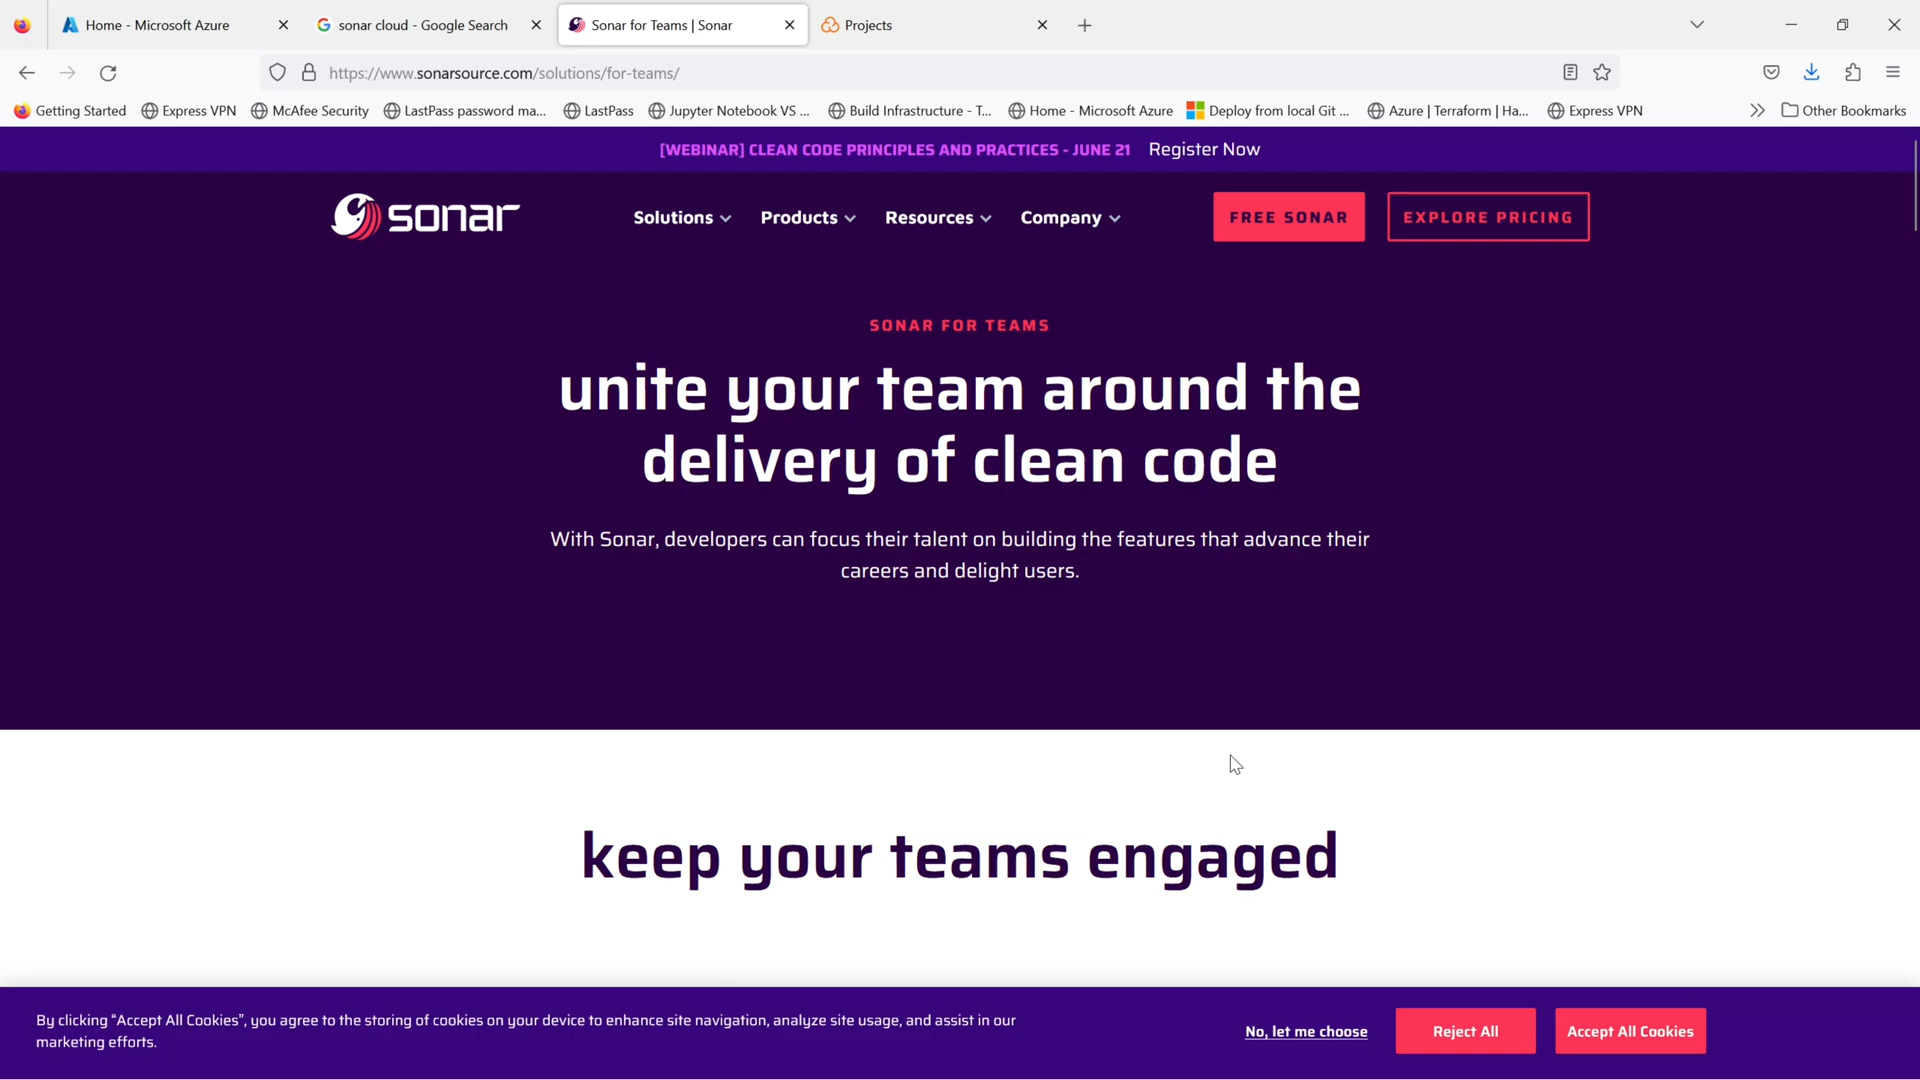 Home - Microsoft Azure
sonar cloud - Google Search
Sonar for Teams | Sonar
Projects
https://www.sonarsource.com/solutions/for-teams/
Getting Started
Express VPN
McAfee Security
LastPass password ma...
LastPass
Jupyter Notebook VS ...
Build Infrastructure - T...
Home - Microsoft Azure
Deploy from local Git ...
Azure | Terraform | Ha...
Express VPN
Other Bookmarks
[WEBINAR] CLEAN CODE PRINCIPLES AND PRACTICES - JUNE 21 Register Now
sonar
Solutions
Products
Resources
Company
FREE SONAR
EXPLORE PRICING
SONAR FOR TEAMS
unite your team around the
delivery of clean code
With Sonar, developers can focus their talent on building the features that advance their
careers and delight users.
keep your teams engaged
By clicking “Accept All Cookies”, you agree to the storing of cookies on your device to enhance site navigation, analyze site usage, and assist in our
marketing efforts.
No, let me choose
Reject All
Accept All Cookies